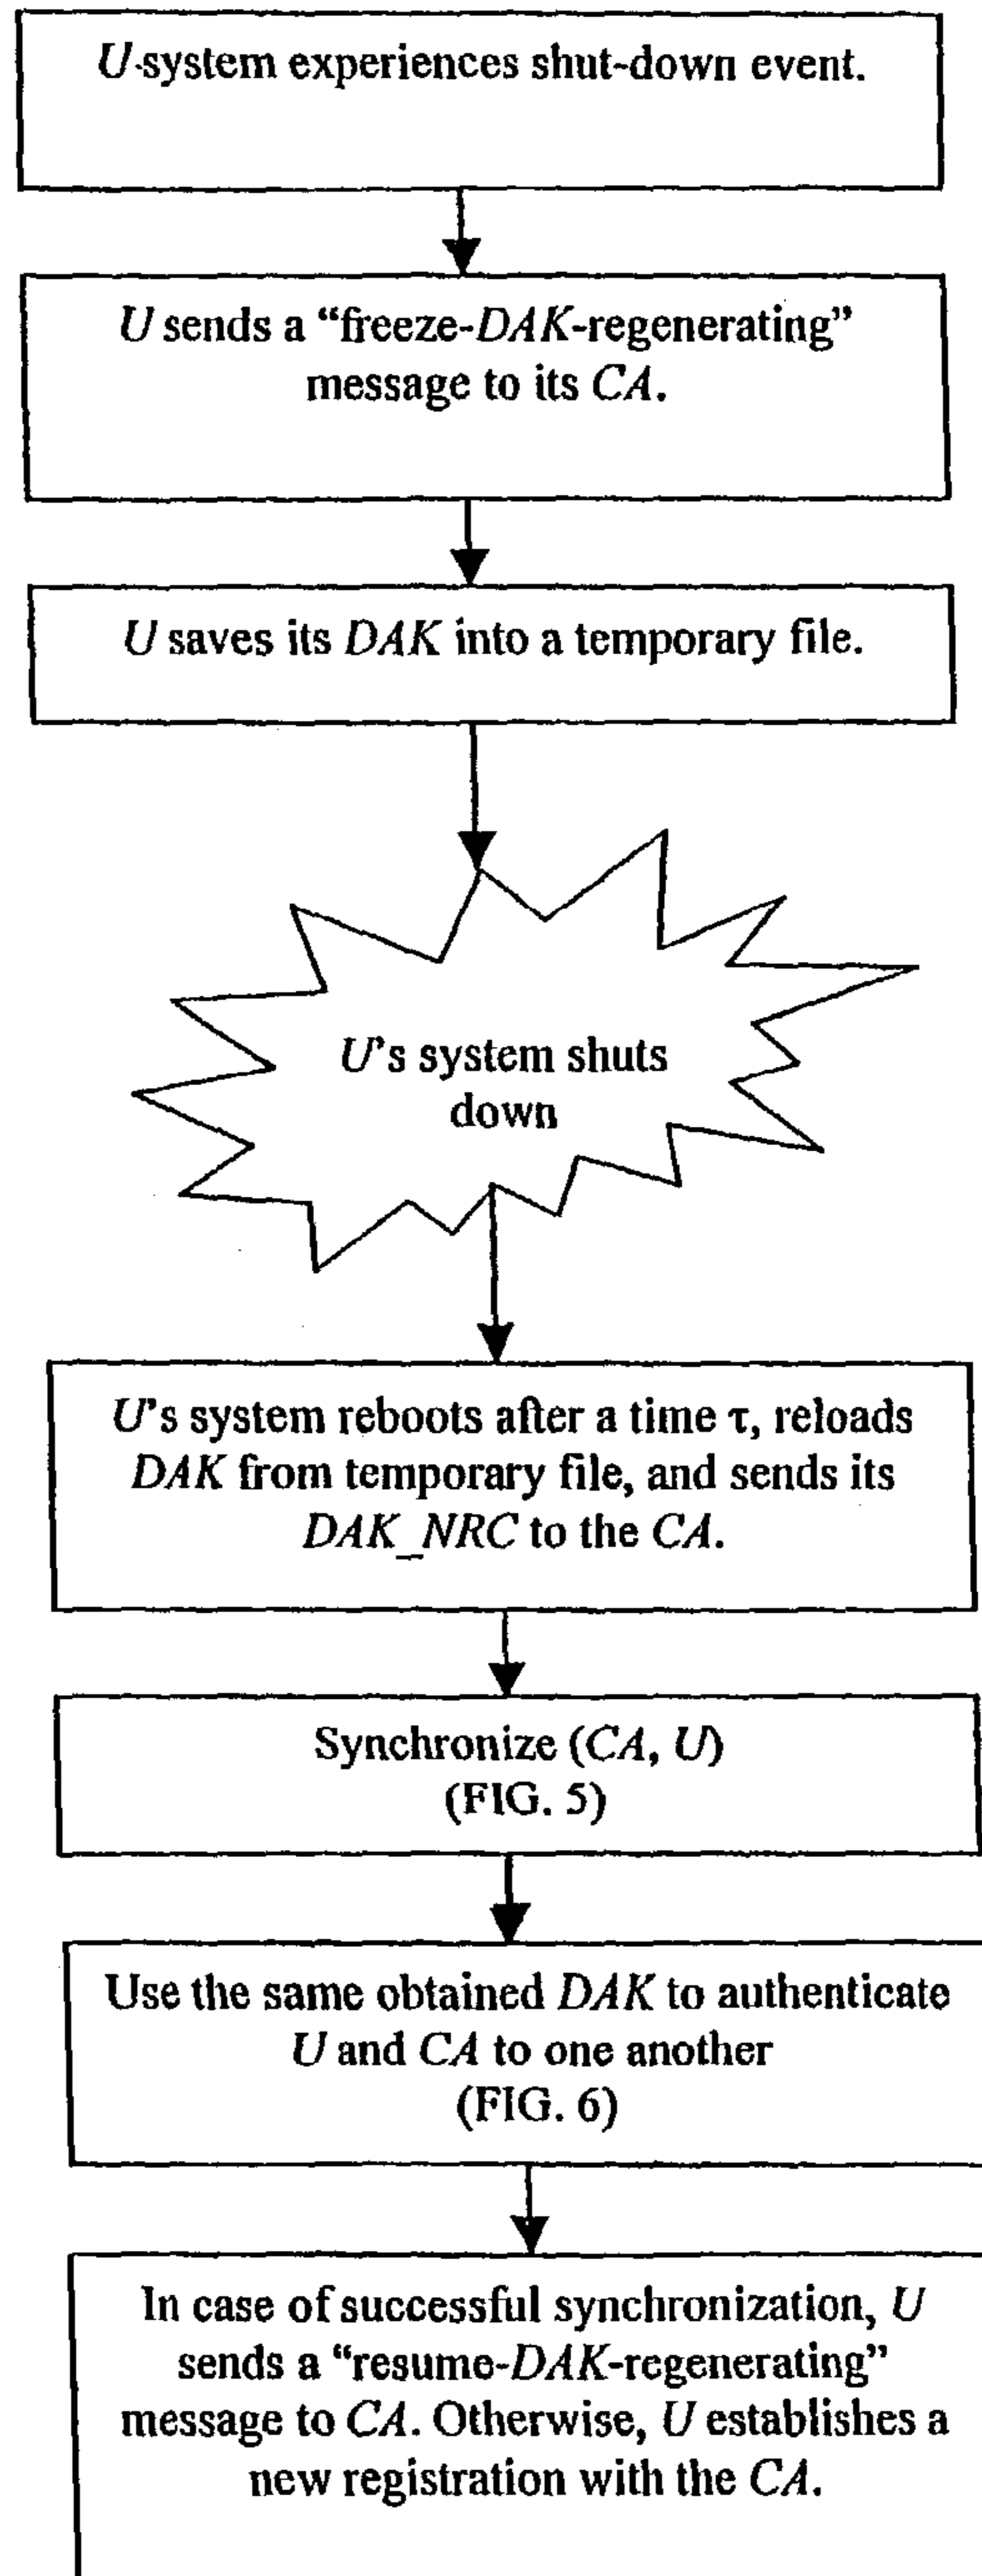 U-system experiences shut-down event.
U sends a “freeze-DAK-regenerating”
message to its CA.
U saves its DAK into a temporary file.
U's system shuts
down
U's system reboots after a time τ, reloads
DAK from temporary file, and sends its
DAK_NRC to the CA.
Synchronize (CA, U)
(FIG. 5)
Use the same obtained DAK to authenticate
U and CA to one another
(FIG. 6)
In case of successful synchronization, U
sends a “resume-DAK-regenerating”
message to CA. Otherwise, U establishes a
new registration with the CA.